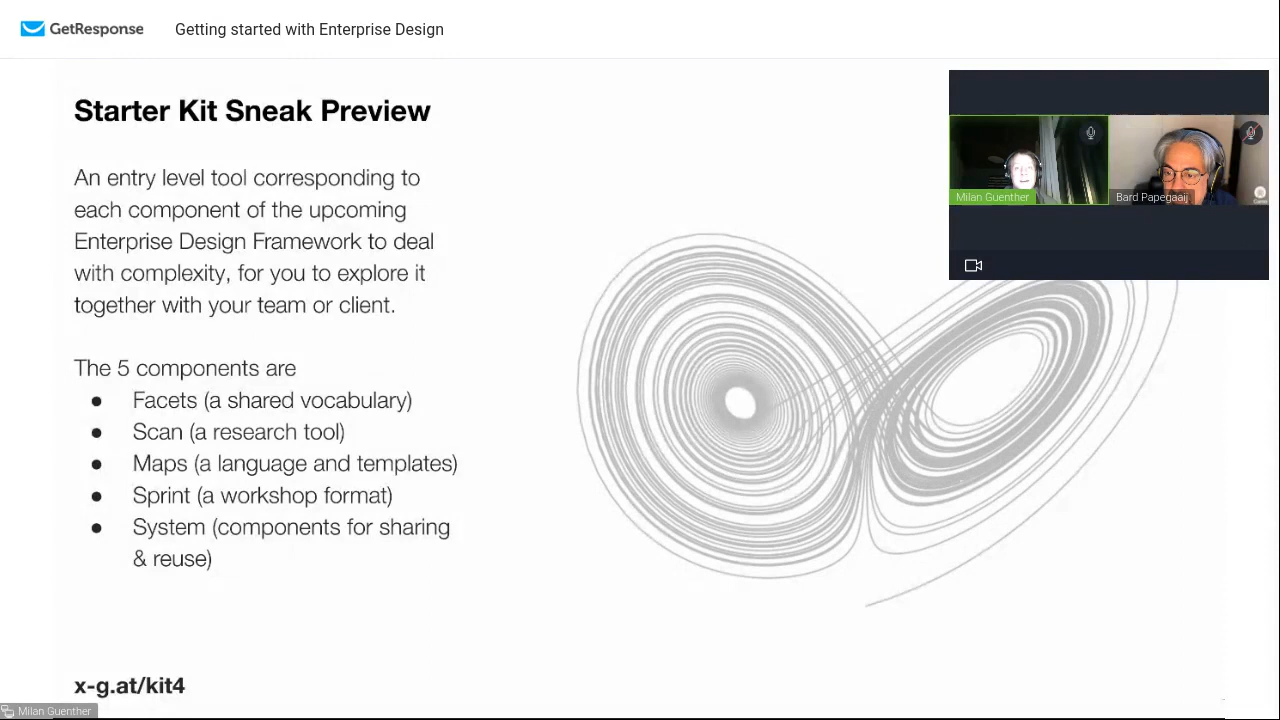 GetResponse
Getting started with Enterprise Design
Starter Kit Sneak Preview
An entry level tool corresponding to
each component of the upcoming
Enterprise Design Framework to deal
with complexity, for you to explore it
together with your team or client.
The 5 components are
● Facets (a shared vocabulary)
● Scan (a research tool)
● Maps (a language and templates)
● Sprint (a workshop format)
● System (components for sharing
& reuse)
x-g.at/kit4
Milan Guenther
Bard Papegaaij
Milan Guenther